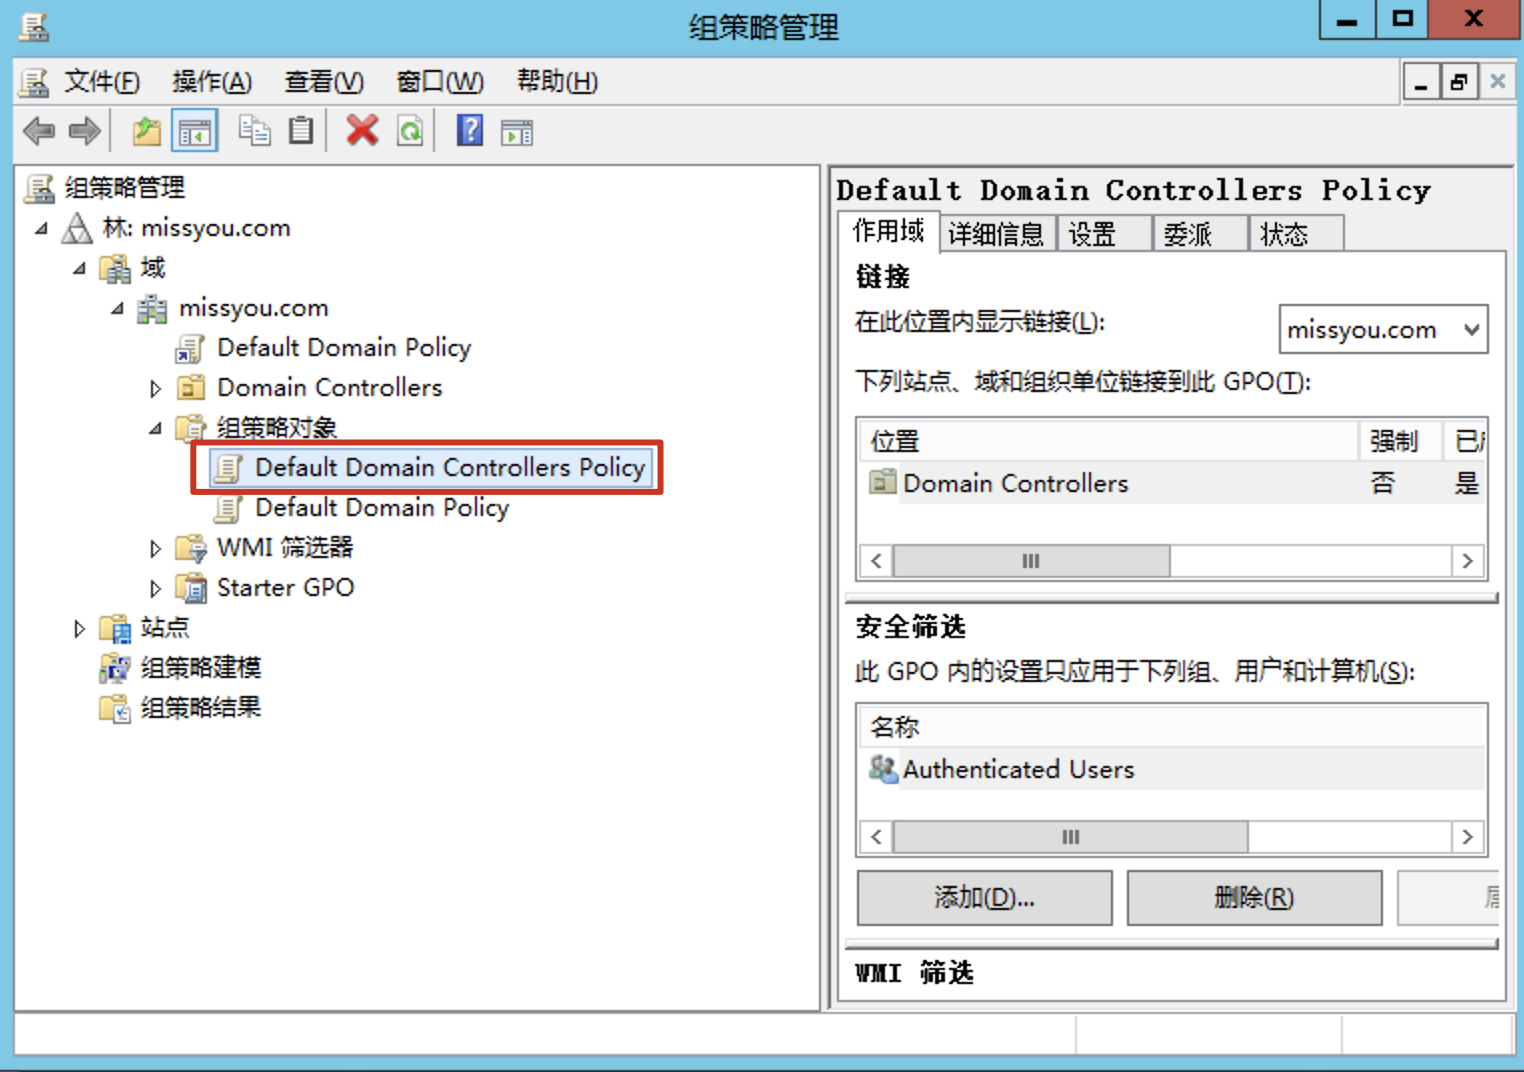 组策略管理
文件(F) 操作(A) 查看(V) 窗口(W) 帮助(H)
组策略管理
林: missyou.com
域
missyou.com
Default Domain Policy
Domain Controllers
组策略对象
Default Domain Controllers Policy
Default Domain Policy
WMI 筛选器
Starter GPO
站点
组策略建模
组策略结果
Default Domain Controllers Policy
作用域 详细信息 设置 委派 状态
链接
在此位置内显示链接(L): missyou.com
下列站点、域和组织单位链接到此 GPO(T):
位置 强制 已
Domain Controllers 否 是
安全筛选
此 GPO 内的设置只应用于下列组、用户和计算机(S):
名称
Authenticated Users
添加(D)... 删除(R)
WMI 筛选